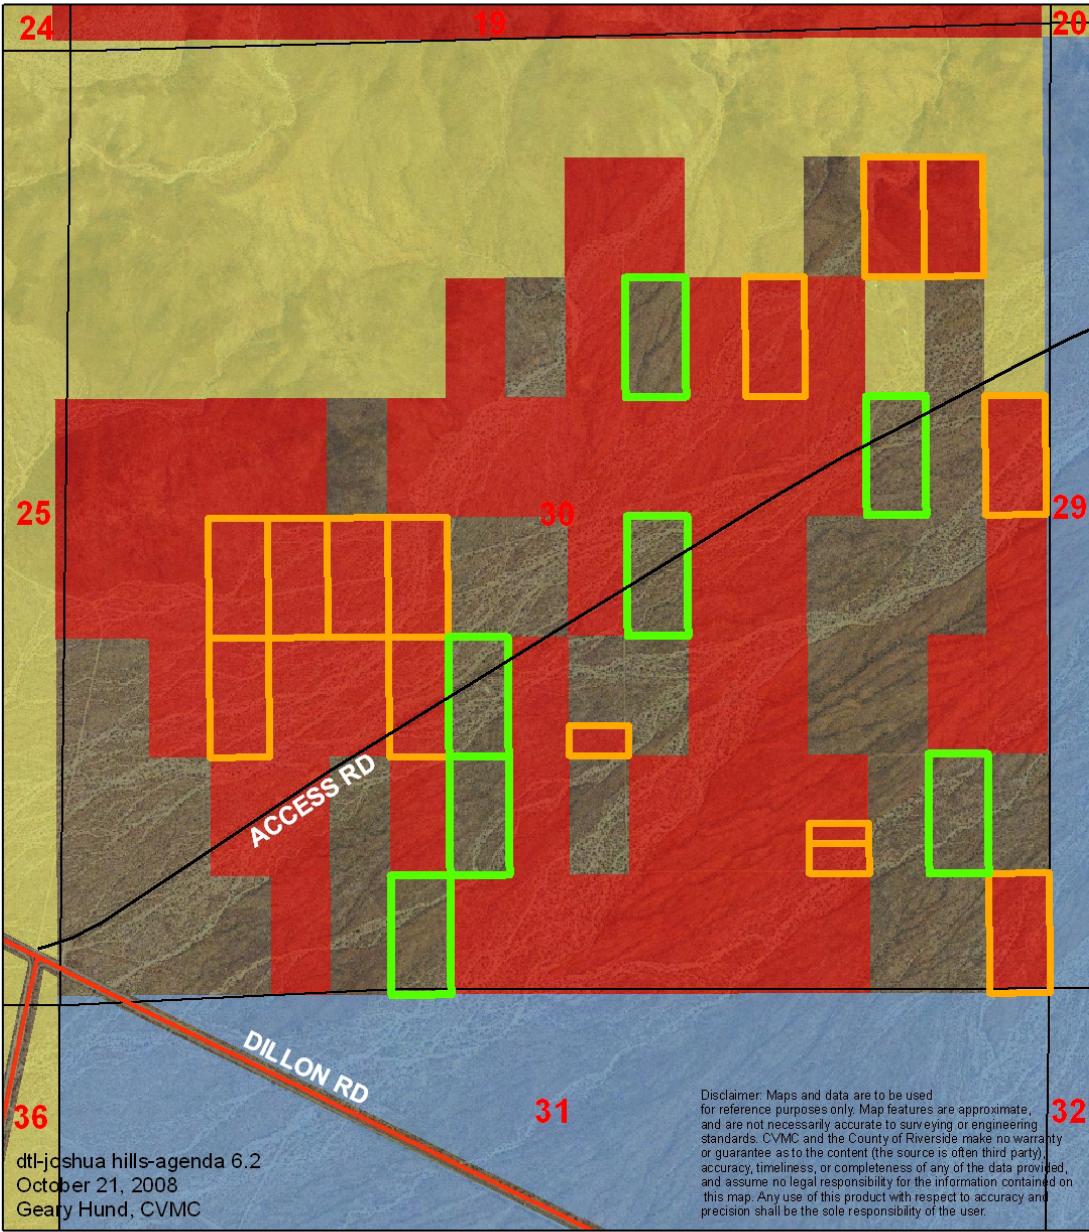 24
19
20
25
30
29
ACCESS RD
DILLON RD
36
31
32
dtl-joshua hills-agenda 6.2
October 21, 2008
Geary Hund, CVMC
Disclaimer: Maps and data are to be used
for reference purposes only. Map features are approximate,
and are not necessarily accurate to surveying or engineering
standards. CVMC and the County of Riverside make no warranty
or guarantee as to the content (the source is often third party),
accuracy, timeliness, or completeness of any of the data provided,
and assume no legal responsibility for the information contained on
this map. Any use of this product with respect to accuracy and
precision shall be the sole responsibility of the user.